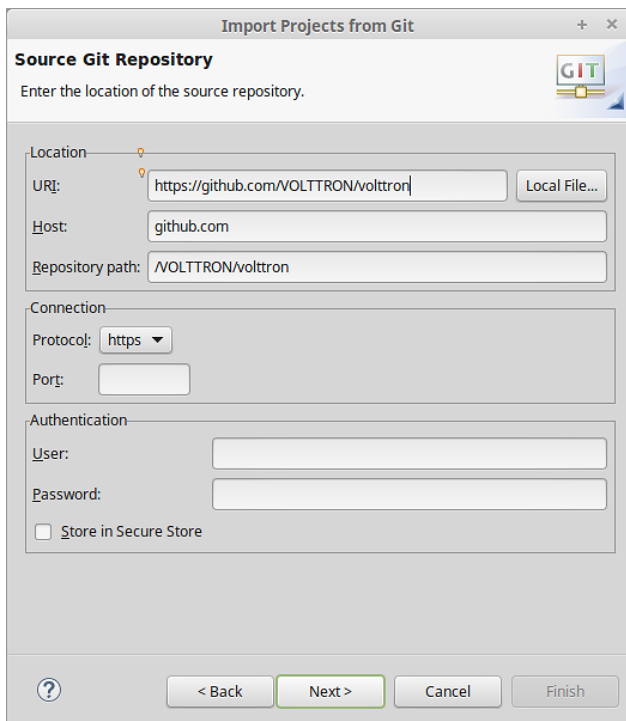 Import Projects from Git
Source Git Repository
Enter the location of the source repository.
GIT
Location
URI: https://github.com/VOLTTRON/volttron Local File...
Host: github.com
Repository path: /VOLTTRON/volttron
Connection
Protocol: https
Port:
Authentication
User:
Password:
Store in Secure Store
? < Back Next > Cancel Finish